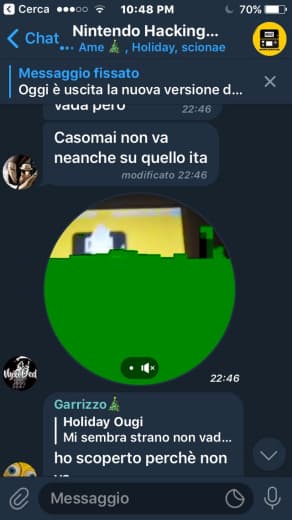 Cerca 10:48 PM 70%
Chat
Nintendo Hacking...
Ame 🎄, Holiday, scionae
Messaggio fissato
Oggi è uscita la nuova versione d...
vada però 22:46
Casomai non va
neanche su quello ita
modificato 22:46
22:46
Garrizzo🎄
Holiday Ougi
Mi sembra strano non vad...
ho scoperto perchè non
Messaggio